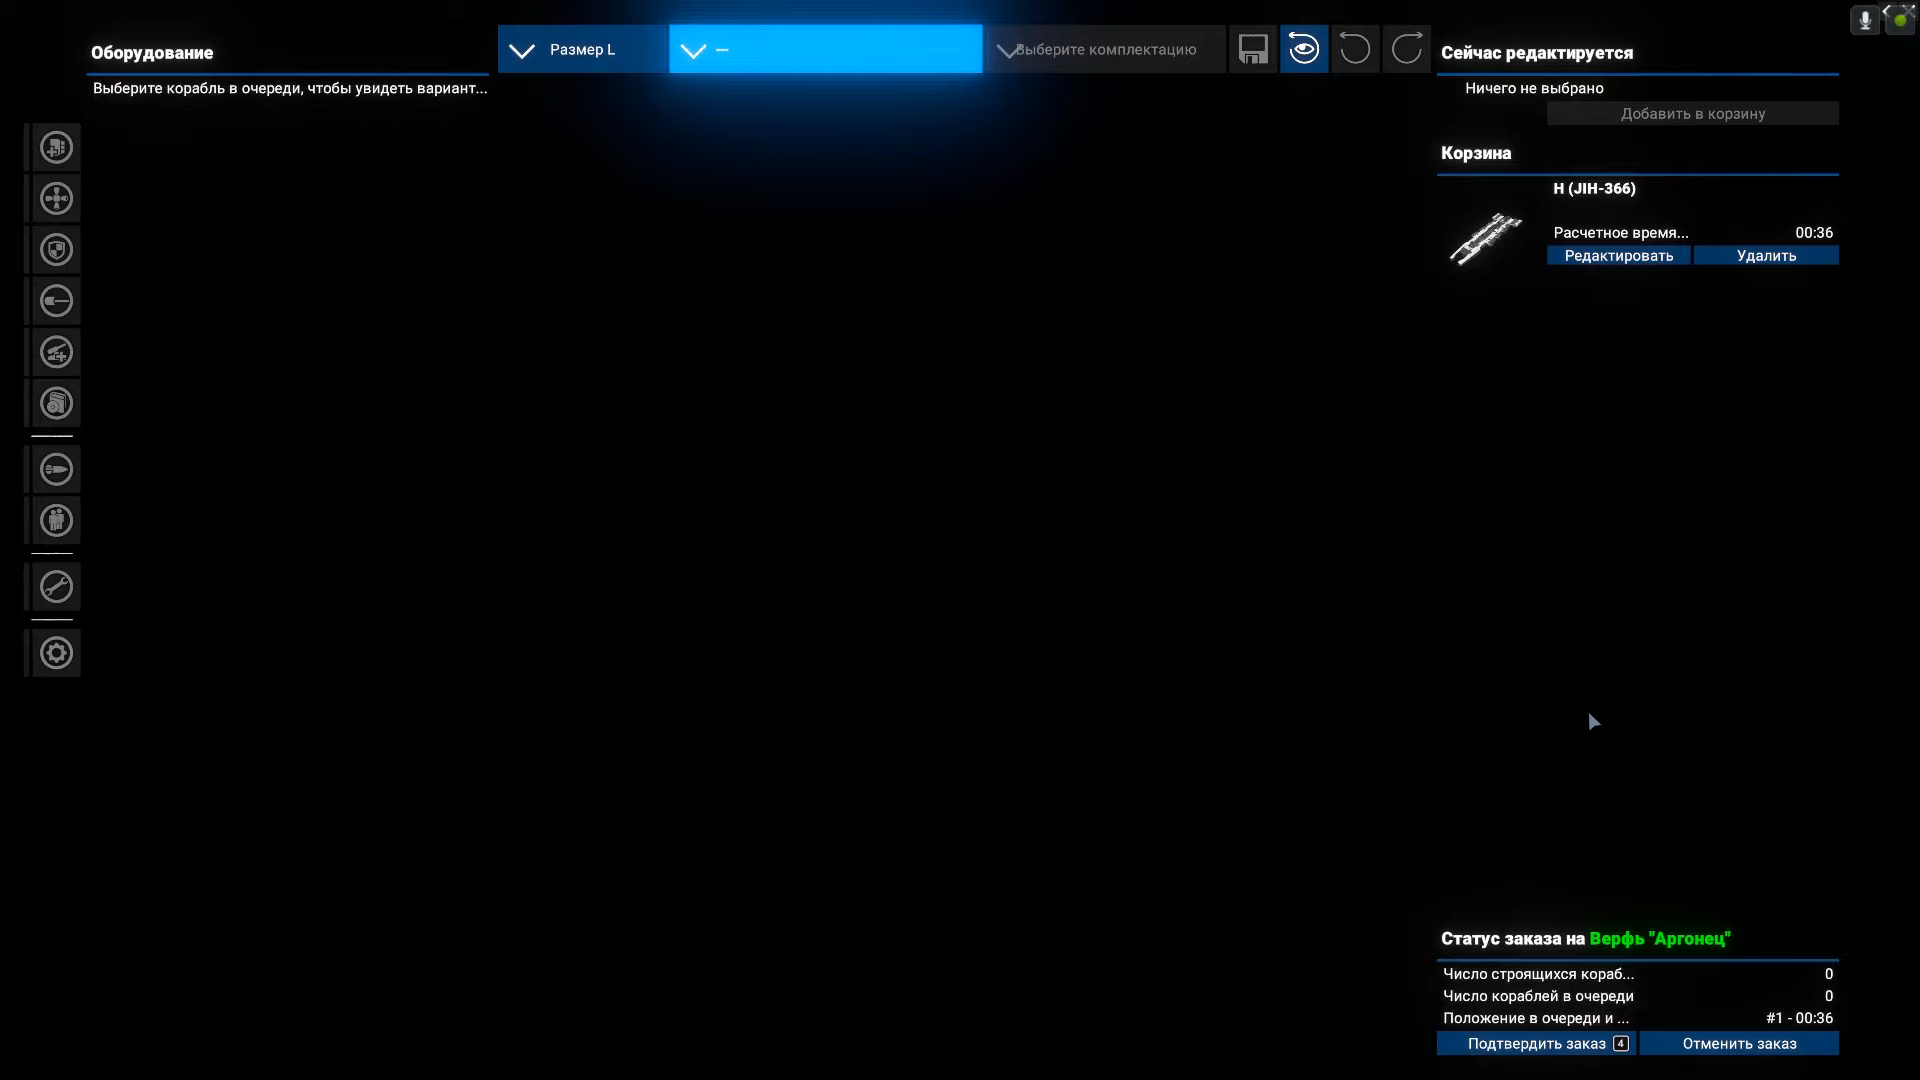 Оборудование
Выберите корабль в очереди, чтобы увидеть вариант...
Размер L
---
Выберите комплектацию
Сейчас редактируется
Ничего не выбрано
Добавить в корзину
Корзина
H (JIH-366)
Расчетное время... 00:36
Редактировать Удалить
Статус заказа на Верфь "Аргонец"
Число строящихся кораб... 0
Число кораблей в очереди 0
Положение в очереди и ... #1 - 00:36
Подтвердить заказ 4 Отменить заказ